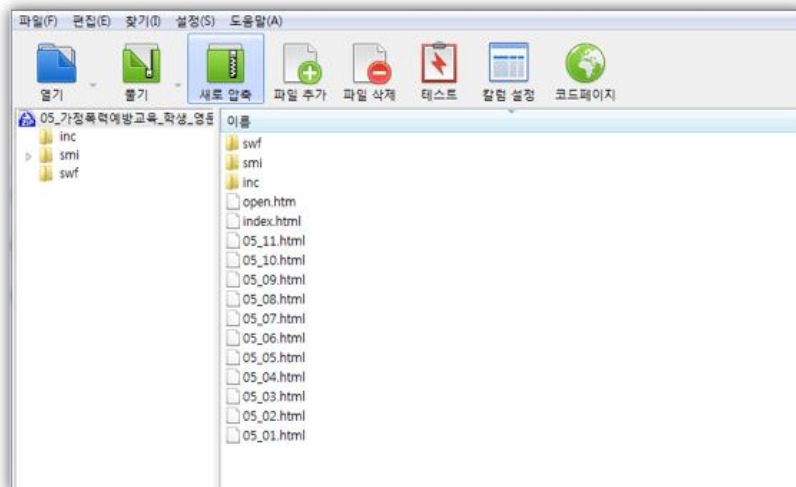 파일(F) 편집(E) 찾기(I) 설정(S) 도움말(A)
열기 풀기 새로 압축 파일 추가 파일 삭제 테스트 칼럼 설정 코드페이지
05_가정폭력예방교육_학생_영문
inc
smi
swf
이름
swf
smi
inc
open.htm
index.html
05_11.html
05_10.html
05_09.html
05_08.html
05_07.html
05_06.html
05_05.html
05_04.html
05_03.html
05_02.html
05_01.html